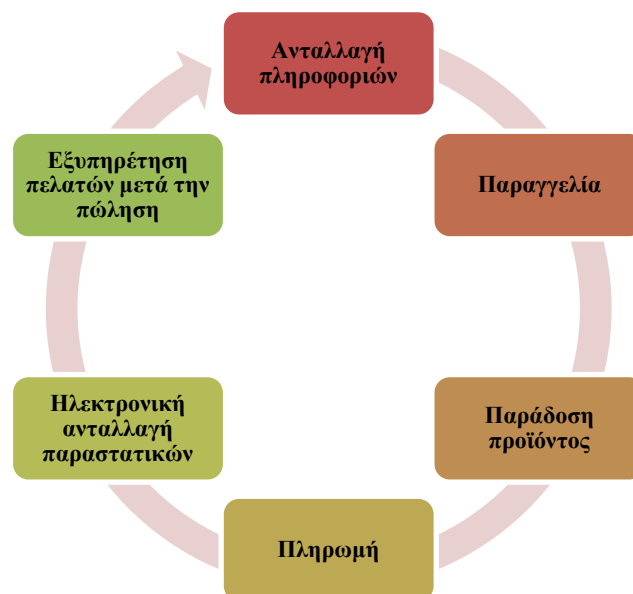 Ανταλλαγή
πληροφοριών
Παραγγελία
Παράδοση
προϊόντος
Πληρωμή
Ηλεκτρονική
ανταλλαγή
παραστατικών
Εξυπηρέτηση
πελατών μετά την
πώληση